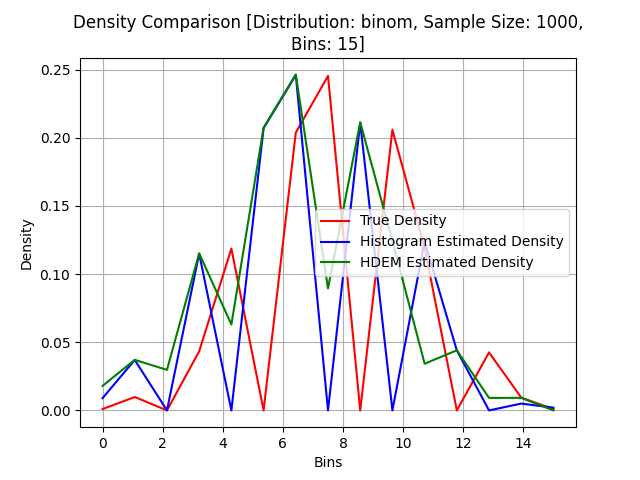 Density Comparison [Distribution: binom, Sample Size: 1000,
Bins: 15]
Density
0.25
0.20
0.15
0.10
0.05
0.00
True Density
Histogram Estimated Density
HDEM Estimated Density
0 2 4 6 8 10 12 14
Bins